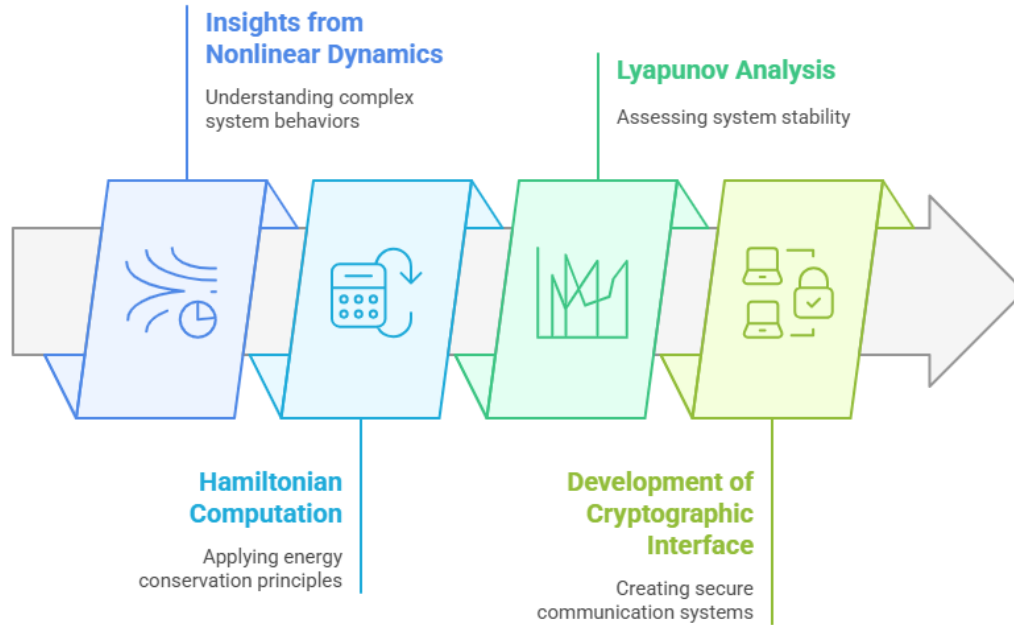 Insights from
Nonlinear Dynamics
Understanding complex
system behaviors
Hamiltonian
Computation
Applying energy
conservation principles
Lyapunov Analysis
Assessing system stability
Development of
Cryptographic
Interface
Creating secure
communication systems